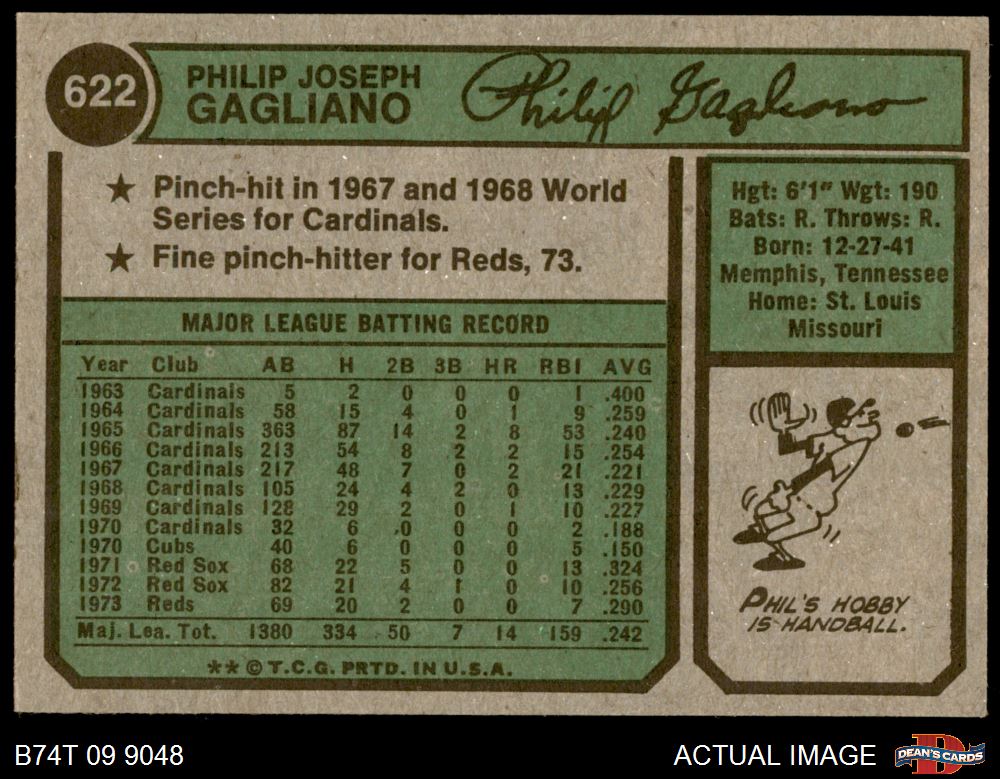 622
PHILIP JOSEPH
GAGLIANO
Philip Gagliano
★ Pinch-hit in 1967 and 1968 World
Series for Cardinals.
★ Fine pinch-hitter for Reds, 73.
Hgt: 6'1" Wgt: 190
Bats: R. Throws: R.
Born: 12-27-41
Memphis, Tennessee
Home: St. Louis
Missouri
MAJOR LEAGUE BATTING RECORD
Year Club AB H 2B 3B HR RBI AVG
1963 Cardinals 5 2 0 0 0 1 .400
1964 Cardinals 58 15 4 0 1 9 .259
1965 Cardinals 363 87 14 2 8 53 .240
1966 Cardinals 213 54 8 2 2 15 .254
1967 Cardinals 217 48 7 0 2 21 .221
1968 Cardinals 105 24 4 2 0 13 .229
1969 Cardinals 128 29 2 0 1 10 .227
1970 Cardinals 32 6 0 0 0 2 .188
1970 Cubs 40 6 0 0 0 5 .150
1971 Red Sox 68 22 5 0 0 13 .324
1972 Red Sox 82 21 4 1 0 10 .256
1973 Reds 69 20 2 0 0 7 .290
Maj. Lea. Tot. 1380 334 50 7 14 159 .242
** © T.C.G. PRTD. IN U.S.A.
PHIL'S HOBBY
IS HANDBALL.
B74T 09 9048
ACTUAL IMAGE
D
DEAN'S CARDS